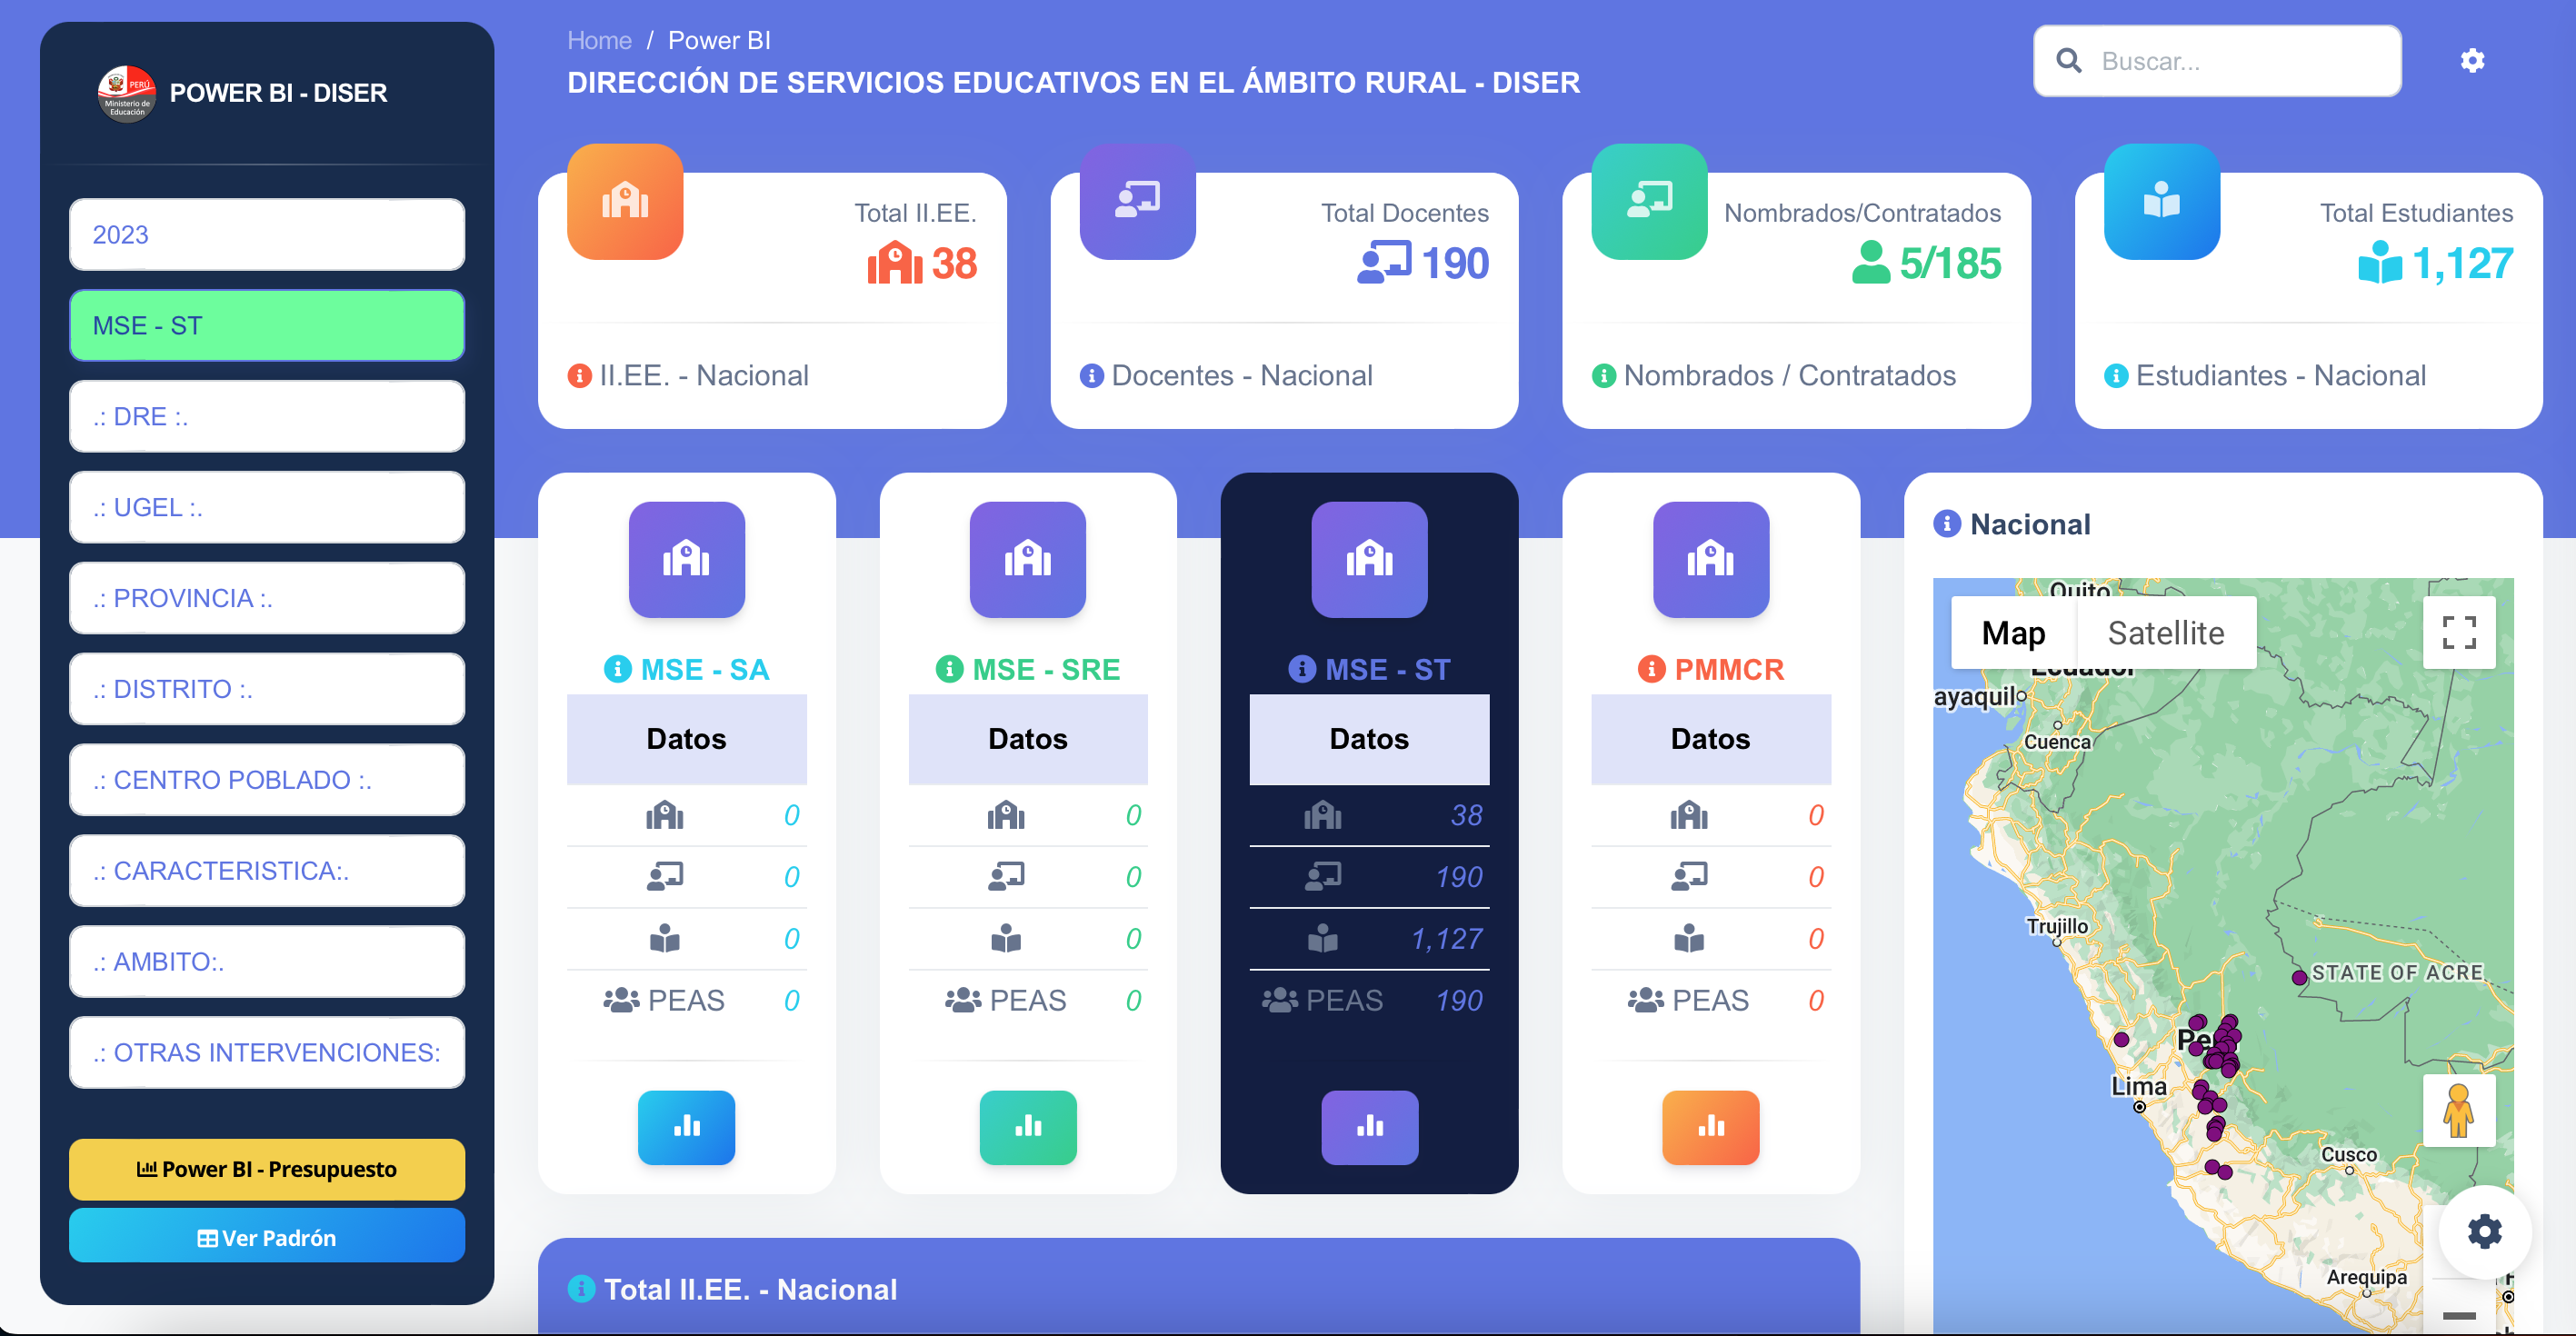 PERÚ
Ministerio de
Educación
POWER BI - DISER
2023
MSE - ST
.: DRE :.
.: UGEL :.
.: PROVINCIA :.
.: DISTRITO :.
.: CENTRO POBLADO :.
.: CARACTERISTICA:.
.: AMBITO:.
.: OTRAS INTERVENCIONES:
Power BI - Presupuesto
Ver Padrón
Home / Power BI
DIRECCIÓN DE SERVICIOS EDUCATIVOS EN EL ÁMBITO RURAL - DISER
Buscar...
Total II.EE.
38
II.EE. - Nacional
Total Docentes
190
Docentes - Nacional
Nombrados/Contratados
5/185
Nombrados / Contratados
Total Estudiantes
1,127
Estudiantes - Nacional
MSE - SA
Datos
0
0
0
PEAS 0
MSE - SRE
Datos
0
0
0
PEAS 0
MSE - ST
Datos
38
190
1,127
PEAS 190
PMMCR
Datos
0
0
0
PEAS 0
Total II.EE. - Nacional
Nacional
Quito
Map
Satellite
Ecuador
ayaquil
Cuenca
Trujillo
STATE OF ACRE
Lima
Cusco
Arequipa